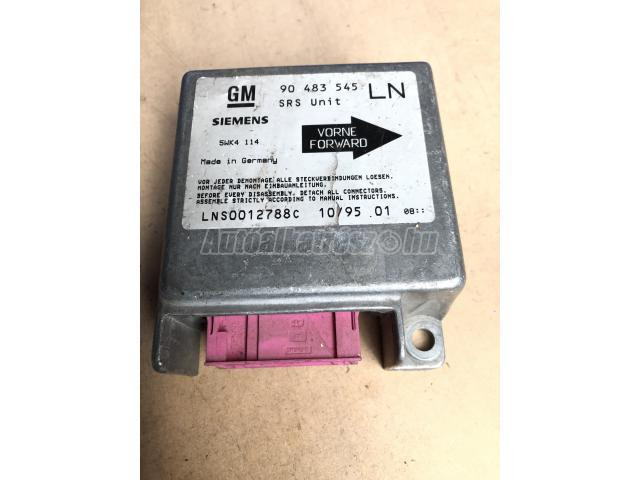 GM
90 483 545 LN
SRS Unit
SIEMENS
5WK4 114
VORNE
FORWARD
Made in Germany
VOR JEDER DEMONTAGE ALLE STECKVERBINDUNGEN LOESEN.
MONTAGE NUR NACH EINBAUANLEITUNG.
BEFORE EVERY DISASSEMBLY, DETACH ALL CONNECTORS.
ASSEMBLE STRICTLY ACCORDING TO MANUAL INSTRUCTIONS.
LNS0012788C 10/95 01 08::
Autoalkatresz.hu